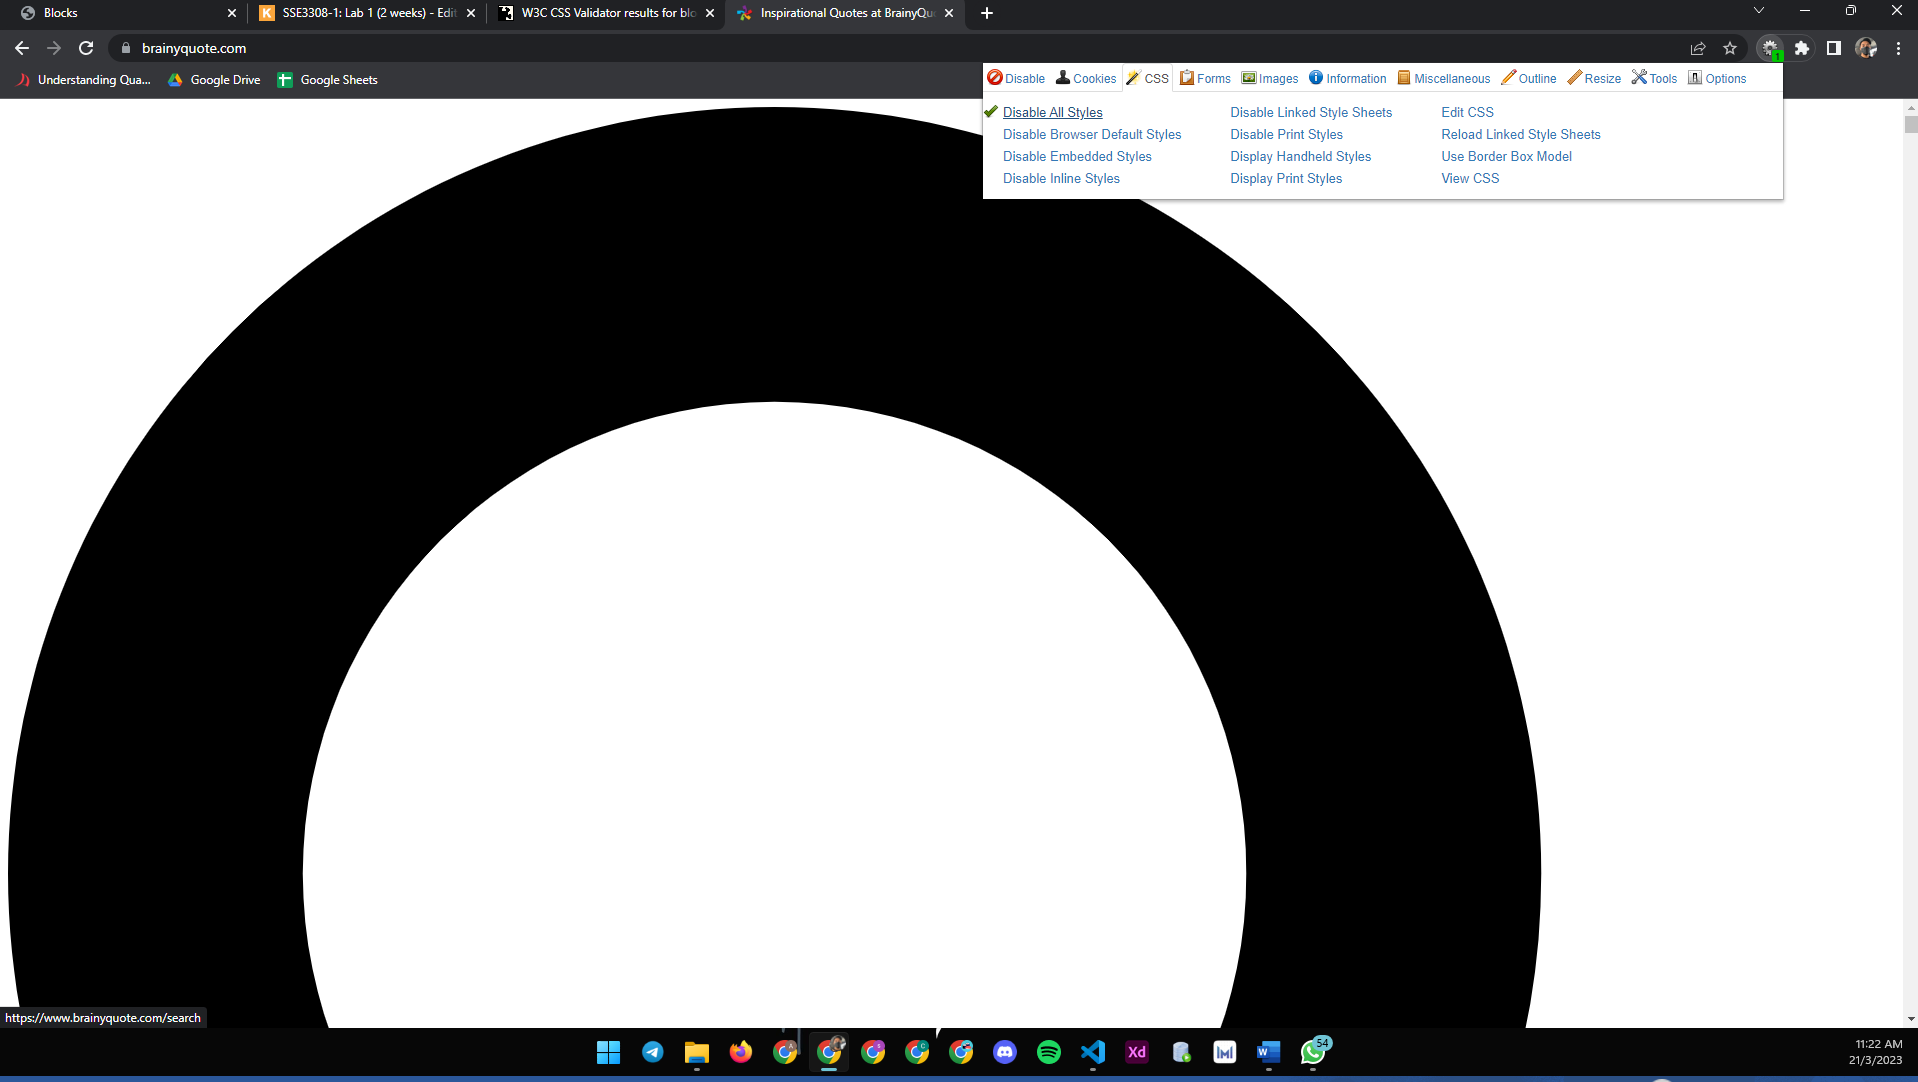 Blocks
SSE3308-1: Lab 1 (2 weeks) - Edit
W3C CSS Validator results for blo
Inspirational Quotes at BrainyQu
brainyquote.com
1
Understanding Qua...
Google Drive
Google Sheets
Disable
Cookies
CSS
Forms
Images
Information
Miscellaneous
Outline
Resize
Tools
Options
Disable All Styles
Disable Linked Style Sheets
Edit CSS
Disable Browser Default Styles
Disable Print Styles
Reload Linked Style Sheets
Disable Embedded Styles
Display Handheld Styles
Use Border Box Model
Disable Inline Styles
Display Print Styles
View CSS
https://www.brainyquote.com/search
Xd
54
11:22 AM
21/3/2023